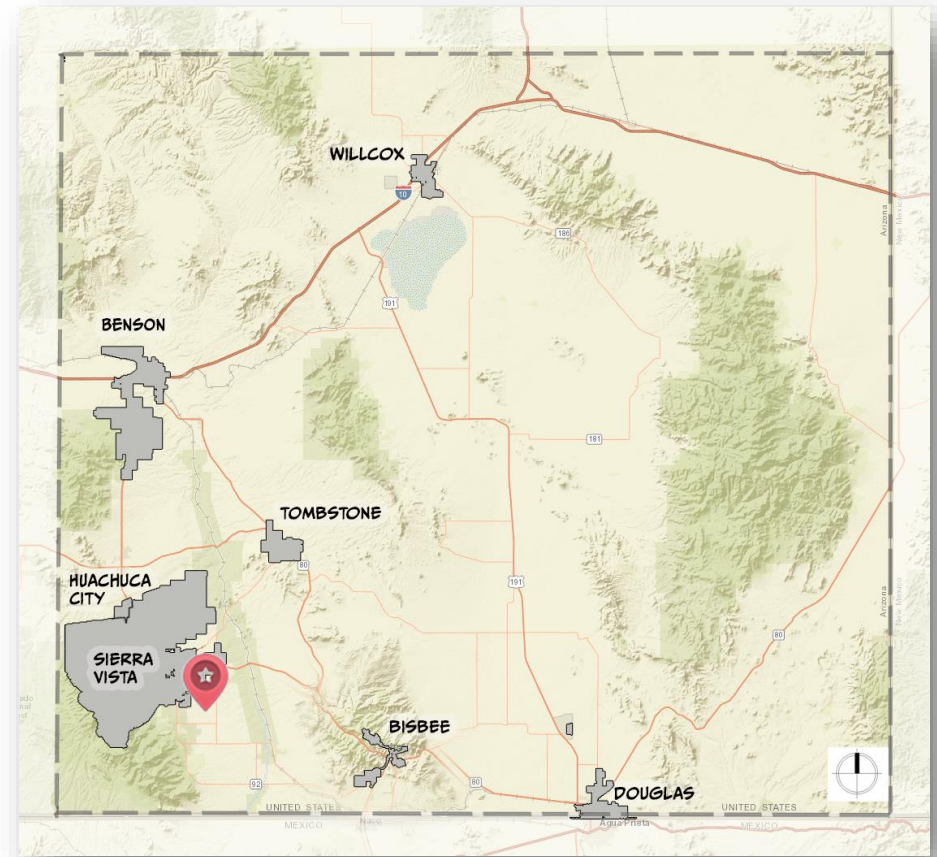 WILLCOX
10
186
Arizona
New Mexico
191
BENSON
181
TOMBSTONE
80
HUACHUCA
CITY
191
Arizona
New Mexico
80
SIERRA
VISTA
BISBEE
92
80
DOUGLAS
UNITED STATES
MEXICO
Naco
UNITED STATES
MEXICO
Agua Prieta